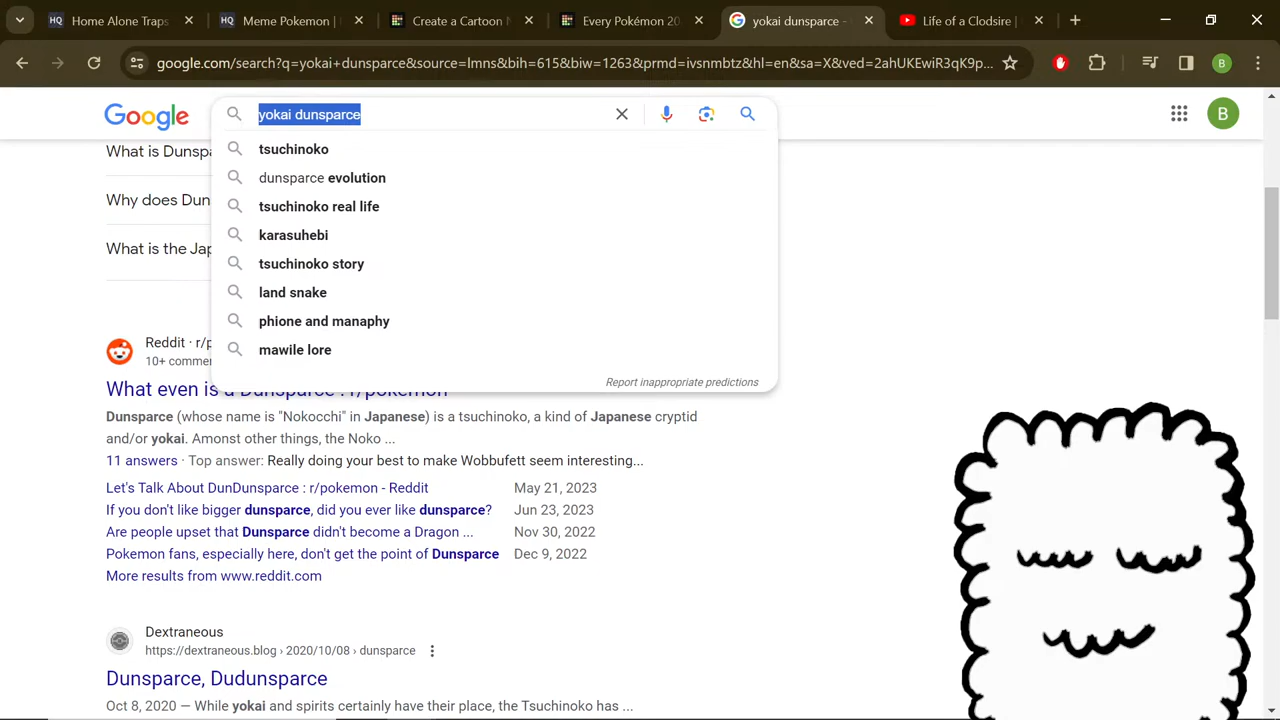 Home Alone Traps
Meme Pokemon |
Create a Cartoon
Every Pokémon 20
yokai dunsparce -
Life of a Clodsire |
google.com/search?q=yokai+dunsparce&source=lmns&bih=615&biw=1263&prmd=ivsnmbtz&hl=en&sa=X&ved=2ahUKEwiR3qK9p...
B
Google
yokai dunsparce
B
What is Dunspa
Why does Dun
What is the Jap
tsuchinoko
dunsparce evolution
tsuchinoko real life
karasuhebi
tsuchinoko story
land snake
phione and manaphy
mawile lore
Report inappropriate predictions
Reddit · r/p
10+ comme
What even is a Dunsparce : r/pokemon
Dunsparce (whose name is "Nokocchi" in Japanese) is a tsuchinoko, a kind of Japanese cryptid
and/or yokai. Amonst other things, the Noko ...
11 answers · Top answer: Really doing your best to make Wobbufett seem interesting...
Let's Talk About DunDunsparce : r/pokemon - Reddit May 21, 2023
If you don't like bigger dunsparce, did you ever like dunsparce? Jun 23, 2023
Are people upset that Dunsparce didn't become a Dragon ... Nov 30, 2022
Pokemon fans, especially here, don't get the point of Dunsparce Dec 9, 2022
More results from www.reddit.com
Dextraneous
https://dextraneous.blog › 2020/10/08 › dunsparce
Dunsparce, Dudunsparce
Oct 8, 2020 — While yokai and spirits certainly have their place, the Tsuchinoko has ...